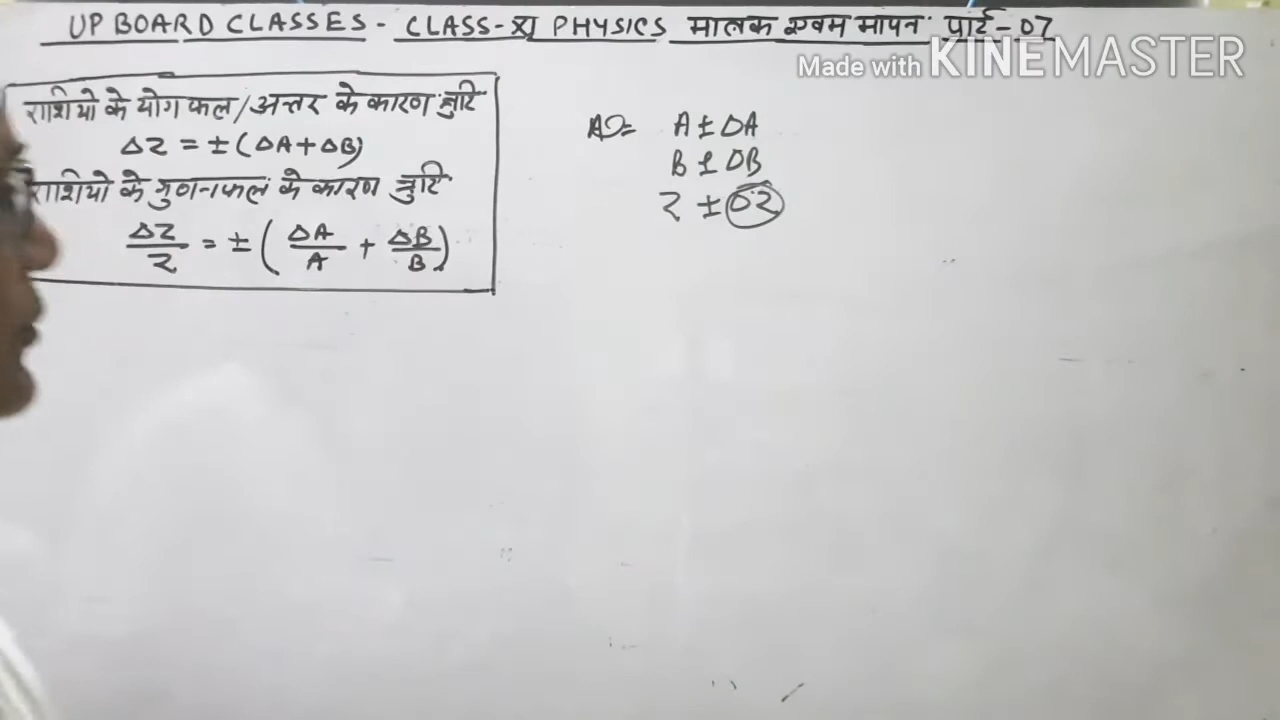 UP BOARD CLASSES - CLASS-XI PHYSICS मात्रक एवम मापन पार्ट-07
Made with KINEMASTER
राशियो के योगफल/अन्तर के कारण त्रुटि
ΔZ = ±(ΔA+ΔB)
राशियो के गुणनफल के कारण त्रुटि
ΔZ/Z = ± (ΔA/A + ΔB/B)
A ± ΔA
B ± ΔB
Z ± ΔZ